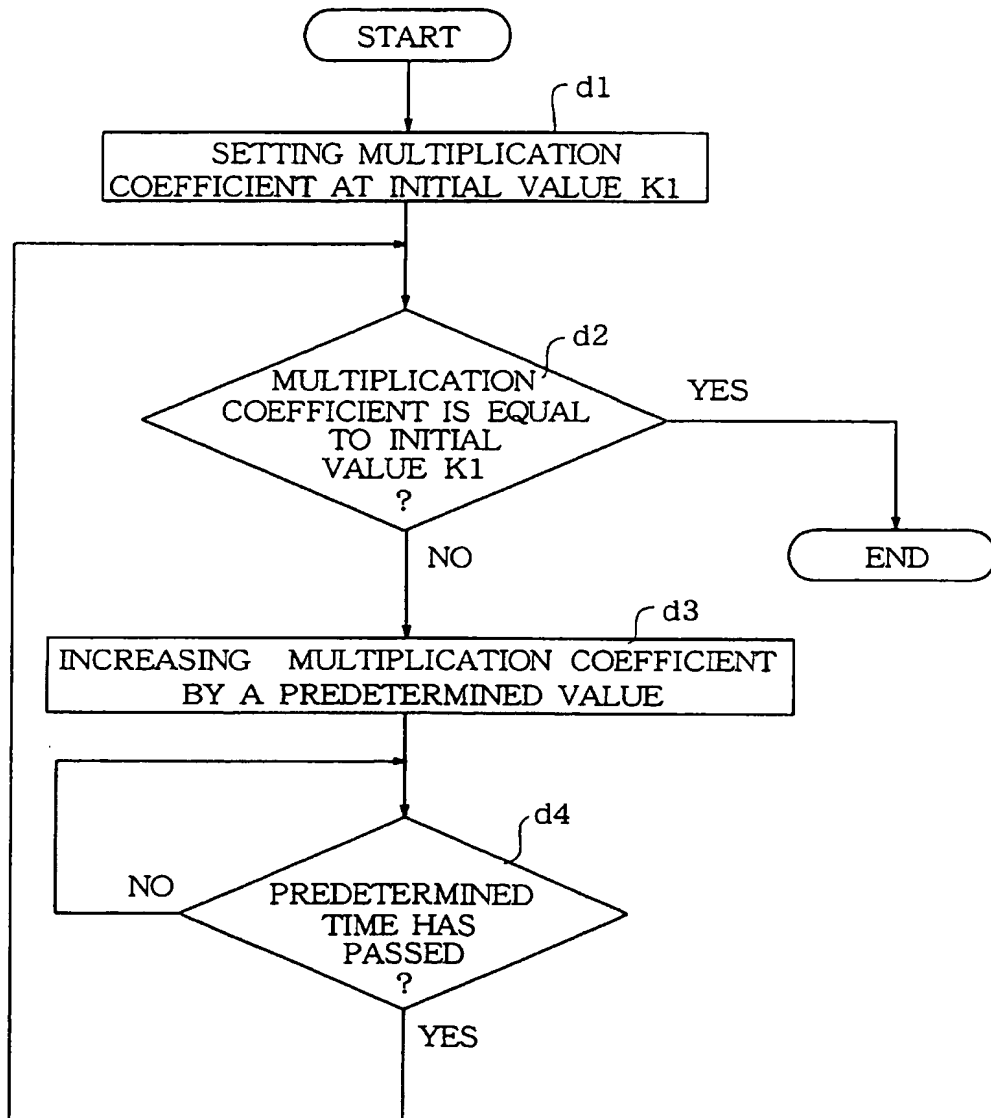 START
d1
SETTING MULTIPLICATION
COEFFICIENT AT INITIAL VALUE K1
d2
MULTIPLICATION
COEFFICIENT IS EQUAL
TO INITIAL
VALUE K1
?
YES
END
NO
d3
INCREASING MULTIPLICATION COEFFICIENT
BY A PREDETERMINED VALUE
d4
NO
PREDETERMINED
TIME HAS
PASSED
?
YES